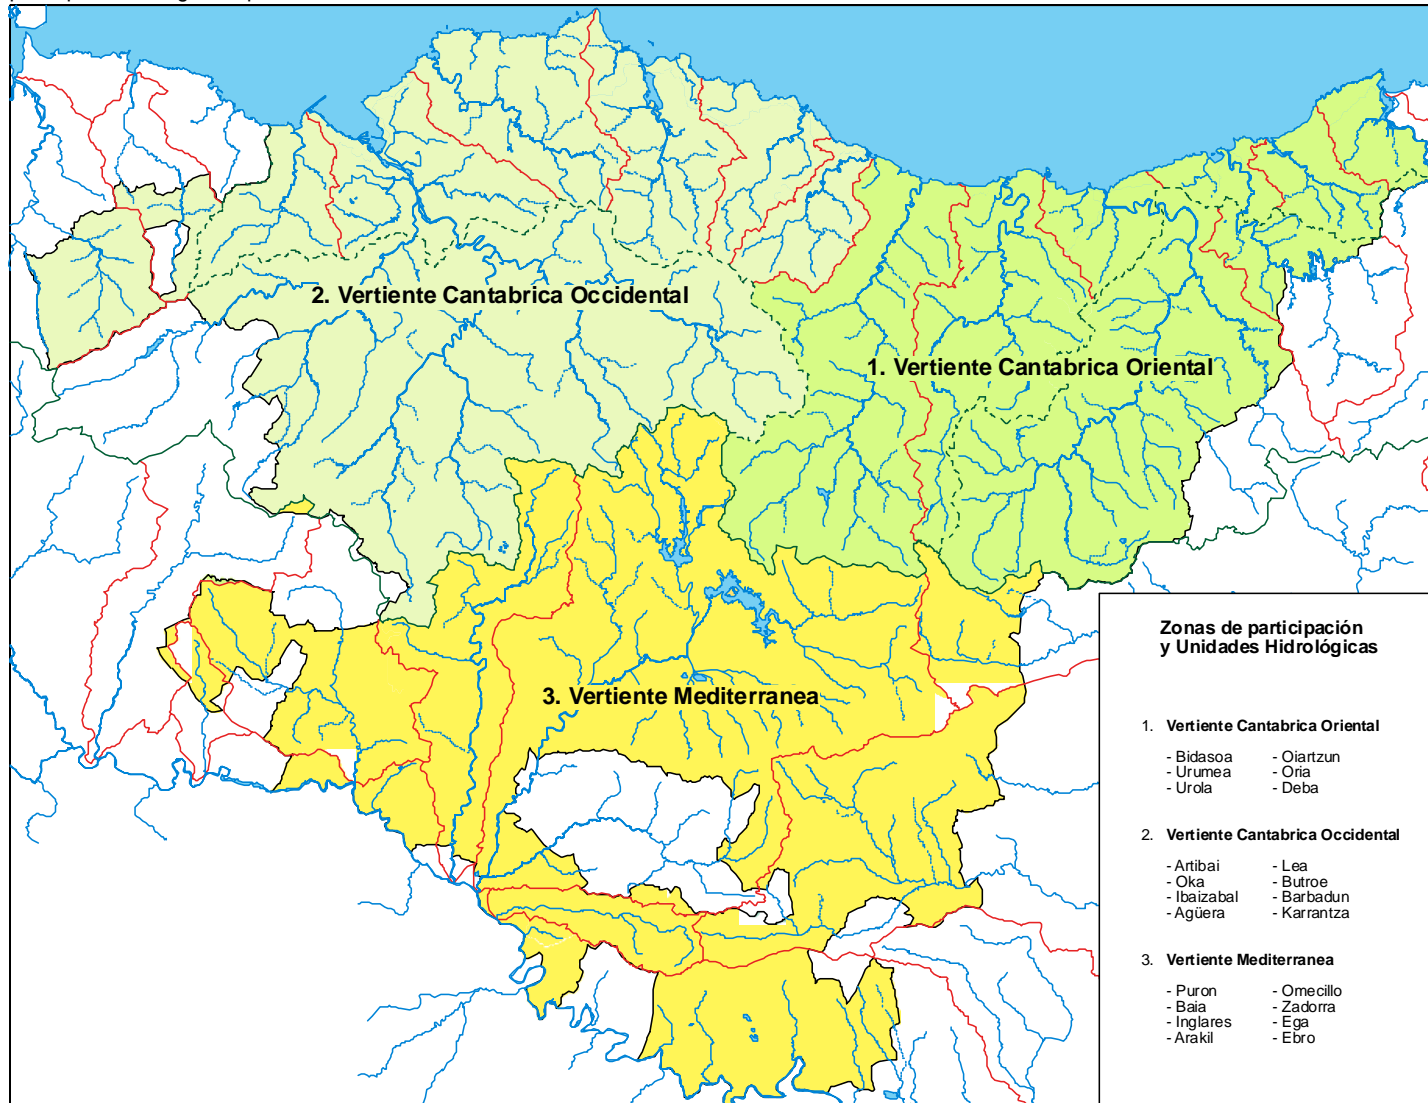 2. Vertiente Cantabrica Occidental
1. Vertiente Cantabrica Oriental
3. Vertiente Mediterranea
Zonas de participación
y Unidades Hidrológicas
1. Vertiente Cantabrica Oriental
- Bidasoa - Oiartzun
- Urumea - Oria
- Urola - Deba
2. Vertiente Cantabrica Occidental
- Artibai - Lea
- Oka - Butroe
- Ibaizabal - Barbadun
- Agüera - Karrantza
3. Vertiente Mediterranea
- Puron - Omecillo
- Baia - Zadorra
- Inglares - Ega
- Arakil - Ebro